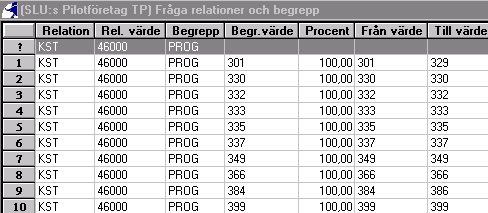 (SLU:s Pilotföretag TP) Fråga relationer och begrepp
Relation Rel. värde Begrepp Begr.värde Procent Från värde Till värde
? KST 46000 PROG
1 KST 46000 PROG 301 100,00 301 329
2 KST 46000 PROG 330 100,00 330 330
3 KST 46000 PROG 332 100,00 332 332
4 KST 46000 PROG 333 100,00 333 333
5 KST 46000 PROG 335 100,00 335 335
6 KST 46000 PROG 337 100,00 337 337
7 KST 46000 PROG 349 100,00 349 349
8 KST 46000 PROG 366 100,00 366 366
9 KST 46000 PROG 384 100,00 384 386
10 KST 46000 PROG 399 100,00 399 399